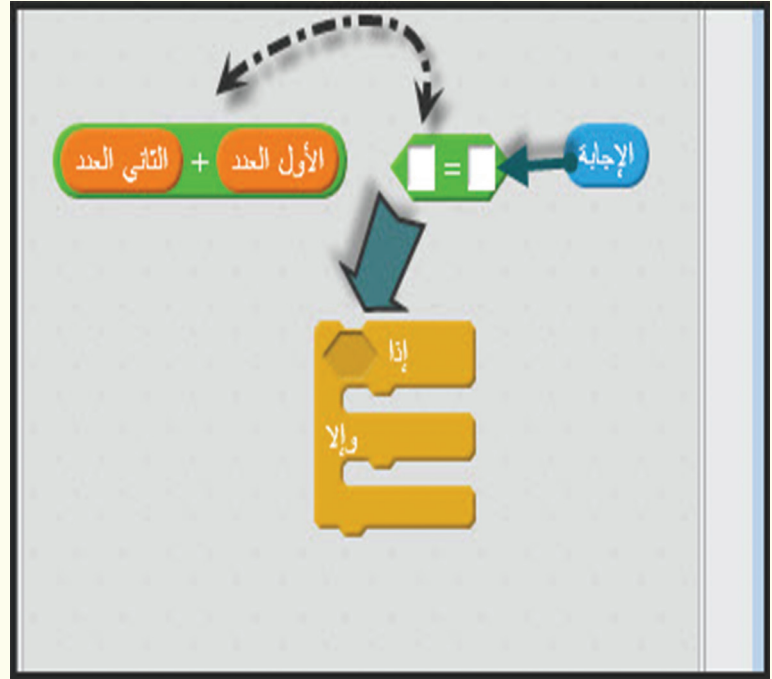 الإجابة = الأول العدد + الثاني العدد
إذا
وإلا